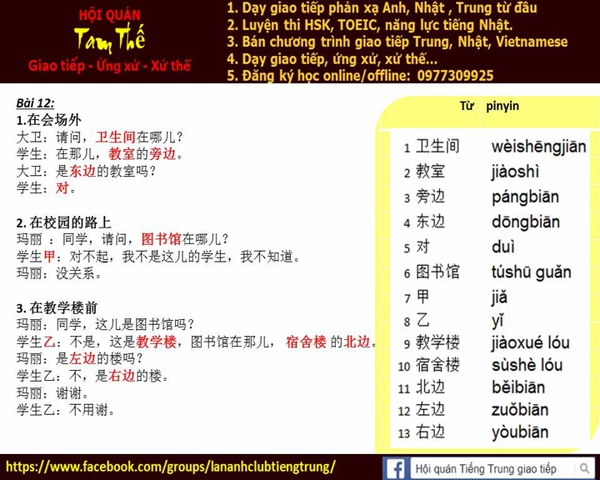 HỘI QUÁN
Tam Thế
Giao tiếp - Ứng xử - Xử thế
1. Dạy giao tiếp phản xạ Anh, Nhật , Trung từ đầu
2. Luyện thi HSK, TOEIC, năng lực tiếng Nhật.
3. Bán chương trình giao tiếp Trung, Nhật, Vietnamese
4. Dạy giao tiếp, ứng xử, xử thế...
5. Đăng ký học online/offline: 0977309925
Bài 12:
1.在会场外
大卫：请问，卫生间在哪儿？
学生：在那儿，教室的旁边。
大卫：是东边的教室吗？
学生：对。
2. 在校园的路上
玛丽 ：同学，请问，图书馆在哪儿？
学生甲：对不起，我不是这儿的学生，我不知道。
玛丽：没关系。
3. 在教学楼前
玛丽：同学，这儿是图书馆吗？
学生乙：不是，这是教学楼，图书馆在那儿， 宿舍楼 的北边。
玛丽：是左边的楼吗？
学生乙：不，是右边的楼。
玛丽：谢谢。
学生乙：不用谢。
Từ pinyin
1 卫生间 wèishēngjiān
2 教室 jiàoshì
3 旁边 pángbiān
4 东边 dōngbiān
5 对 duì
6 图书馆 túshū guǎn
7 甲 jiǎ
8 乙 yǐ
9 教学楼 jiàoxué lóu
10 宿舍楼 sùshè lóu
11 北边 běibiān
12 左边 zuǒbiān
13 右边 yòubiān
https://www.facebook.com/groups/lananhclubtiengtrung/
f Hội quán Tiếng Trung giao tiếp